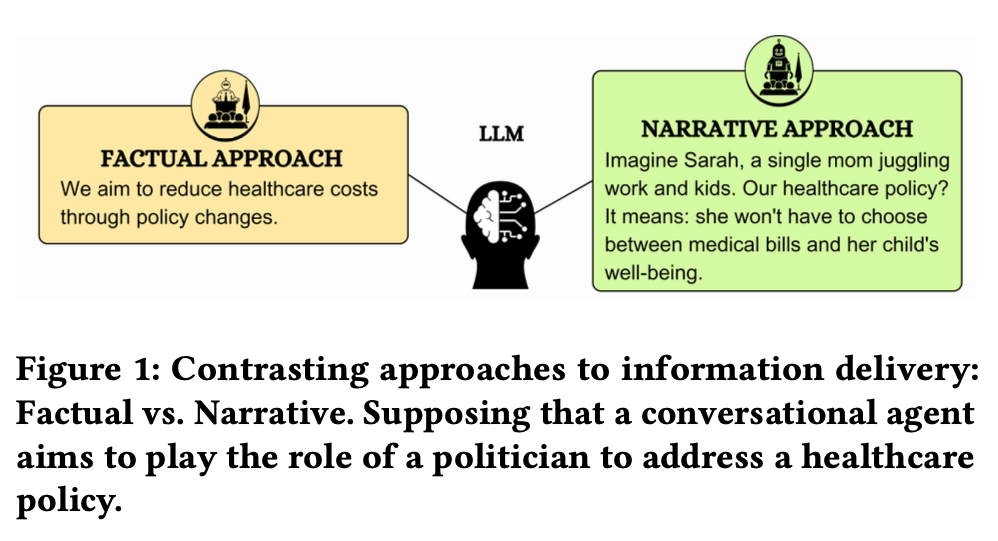 FACTUAL APPROACH
We aim to reduce healthcare costs
through policy changes.
LLM
NARRATIVE APPROACH
Imagine Sarah, a single mom juggling
work and kids. Our healthcare policy?
It means: she won't have to choose
between medical bills and her child's
well-being.
Figure 1: Contrasting approaches to information delivery:
Factual vs. Narrative. Supposing that a conversational agent
aims to play the role of a politician to address a healthcare
policy.